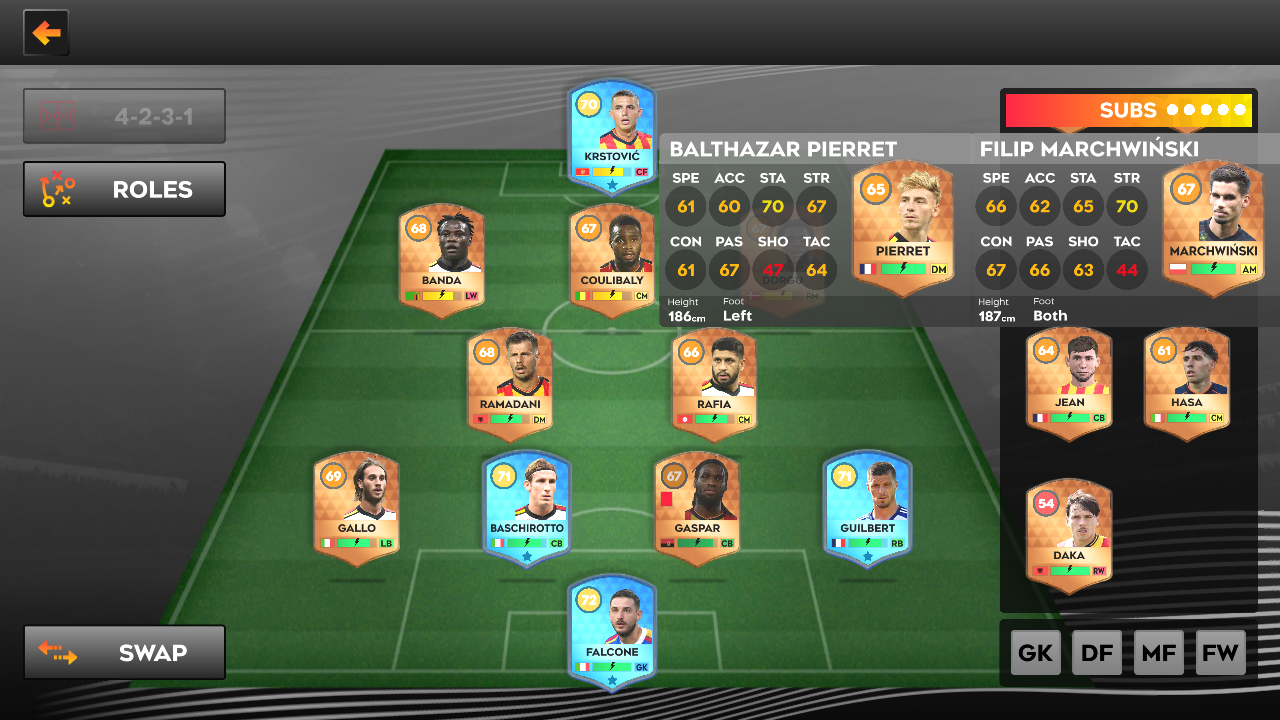 4-2-3-1
ROLES
SUBS
70
KRSTOVIĆ
CF
BALTHAZAR PIERRET
SPE ACC STA STR
61 60 70 67
CON PAS SHO TAC
61 67 47 64
Height Foot
186cm Left
65
PIERRET
DM
FILIP MARCHWIŃSKI
SPE ACC STA STR
66 62 65 70
CON PAS SHO TAC
67 66 63 44
Height Foot
187cm Both
67
MARCHWIŃSKI
AM
68
BANDA
LW
67
COULIBALY
CM
DORGU
RM
68
RAMADANI
DM
66
RAFIA
CM
64
JEAN
CB
61
HASA
CM
69
GALLO
LB
71
BASCHIROTTO
CB
67
GASPAR
CB
71
GUILBERT
RB
54
DAKA
RW
72
FALCONE
GK
SWAP
GK DF MF FW